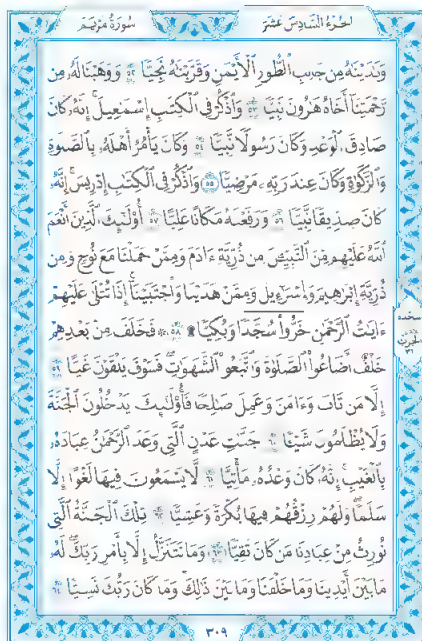 الجزء السادس عشر
سورة مريم
وَنَٰدَيْنَٰهُ مِن جَانِبِ ٱلطُّورِ ٱلْأَيْمَنِ وَقَرَّبْنَٰهُ نَجِيًّا ٥٢ وَوَهَبْنَا لَهُۥ مِن
رَّحْمَتِنَآ أَخَاهُ هَٰرُونَ نَبِيًّا ٥٣ وَٱذْكُرْ فِى ٱلْكِتَٰبِ إِسْمَٰعِيلَ ۚ إِنَّهُۥ كَانَ
صَادِقَ ٱلْوَعْدِ وَكَانَ رَسُولًا نَّبِيًّا ٥٤ وَكَانَ يَأْمُرُ أَهْلَهُۥ بِٱلصَّلَوٰةِ
وَٱلزَّكَوٰةِ وَكَانَ عِندَ رَبِّهِۦ مَرْضِيًّا ٥٥ وَٱذْكُرْ فِى ٱلْكِتَٰبِ إِدْرِيسَ ۚ إِنَّهُۥ
كَانَ صِدِّيقًا نَّبِيًّا ٥٦ وَرَفَعْنَٰهُ مَكَانًا عَلِيًّا ٥٧ أُو۟لَٰٓئِكَ ٱلَّذِينَ أَنْعَمَ
ٱللَّهُ عَلَيْهِم مِّنَ ٱلنَّبِيِّـۧنَ مِن ذُرِّيَّةِ ءَادَمَ وَمِمَّنْ حَمَلْنَا مَعَ نُوحٍ وَمِن
ذُرِّيَّةِ إِبْرَٰهِيمَ وَإِسْرَٰٓءِيلَ وَمِمَّنْ هَدَيْنَا وَٱجْتَبَيْنَآ ۚ إِذَا تُتْلَىٰ عَلَيْهِمْ
ءَايَٰتُ ٱلرَّحْمَٰنِ خَرُّوا۟ سُجَّدًا وَبُكِيًّا ۩ ٥٨ فَخَلَفَ مِنۢ بَعْدِهِمْ
سجدة
الحزب
٣١
خَلْفٌ أَضَاعُوا۟ ٱلصَّلَوٰةَ وَٱتَّبَعُوا۟ ٱلشَّهَوَٰتِ ۖ فَسَوْفَ يَلْقَوْنَ غَيًّا ٥٩
إِلَّا مَن تَابَ وَءَامَنَ وَعَمِلَ صَٰلِحًا فَأُو۟لَٰٓئِكَ يَدْخُلُونَ ٱلْجَنَّةَ
وَلَا يُظْلَمُونَ شَيْـًٔا ٦٠ جَنَّٰتِ عَدْنٍ ٱلَّتِى وَعَدَ ٱلرَّحْمَٰنُ عِبَادَهُۥ
بِٱلْغَيْبِ ۚ إِنَّهُۥ كَانَ وَعْدُهُۥ مَأْتِيًّا ٦١ لَّا يَسْمَعُونَ فِيهَا لَغْوًا إِلَّا
سَلَٰمًا ۖ وَلَهُمْ رِزْقُهُمْ فِيهَا بُكْرَةً وَعَشِيًّا ٦٢ تِلْكَ ٱلْجَنَّةُ ٱلَّتِى
نُورِثُ مِنْ عِبَادِنَا مَن كَانَ تَقِيًّا ٦٣ وَمَا نَتَنَزَّلُ إِلَّا بِأَمْرِ رَبِّكَ ۖ لَهُۥ
مَا بَيْنَ أَيْدِينَا وَمَا خَلْفَنَا وَمَا بَيْنَ ذَٰلِكَ ۚ وَمَا كَانَ رَبُّكَ نَسِيًّا ٦٤
٣٠٩